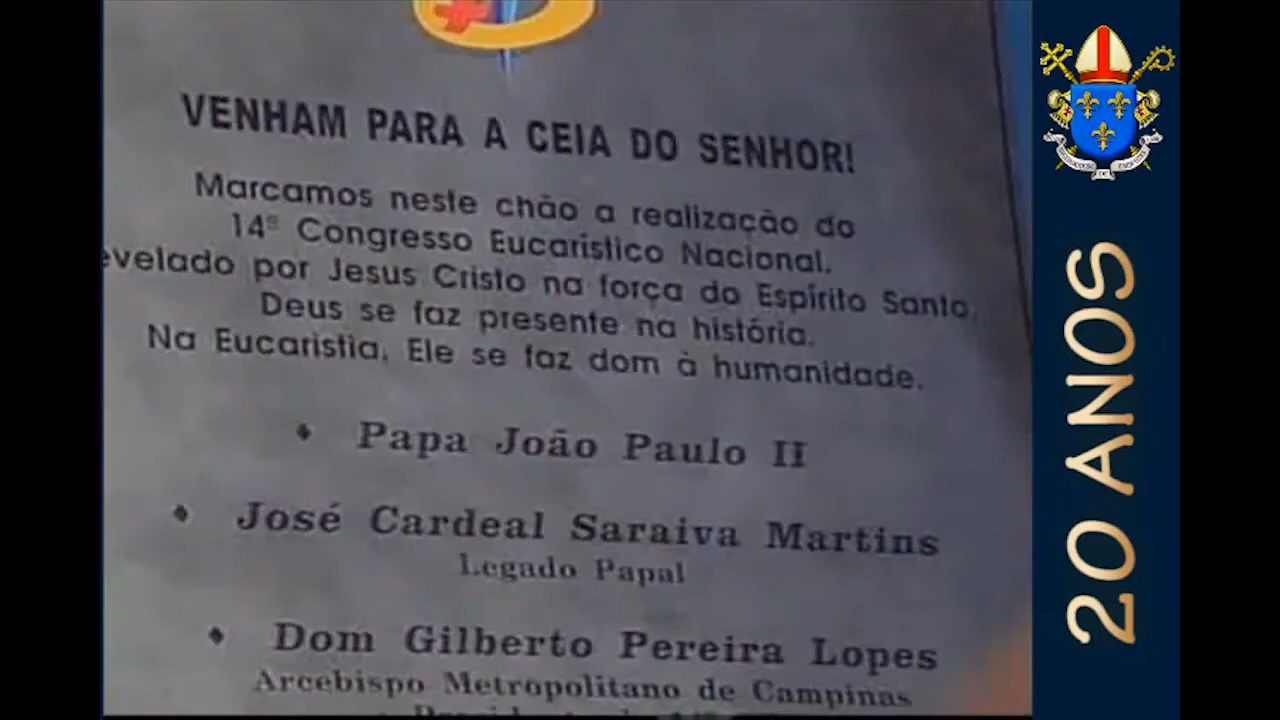 VENHAM PARA A CEIA DO SENHOR!
Marcamos neste chão a realização do
14º Congresso Eucarístico Nacional.
evelado por Jesus Cristo na força do Espírito Santo,
Deus se faz presente na história.
Na Eucaristia, Ele se faz dom à humanidade.
♦ Papa João Paulo II
♦ José Cardeal Saraiva Martins
Legado Papal
♦ Dom Gilberto Pereira Lopes
Arcebispo Metropolitano de Campinas
20 ANOS